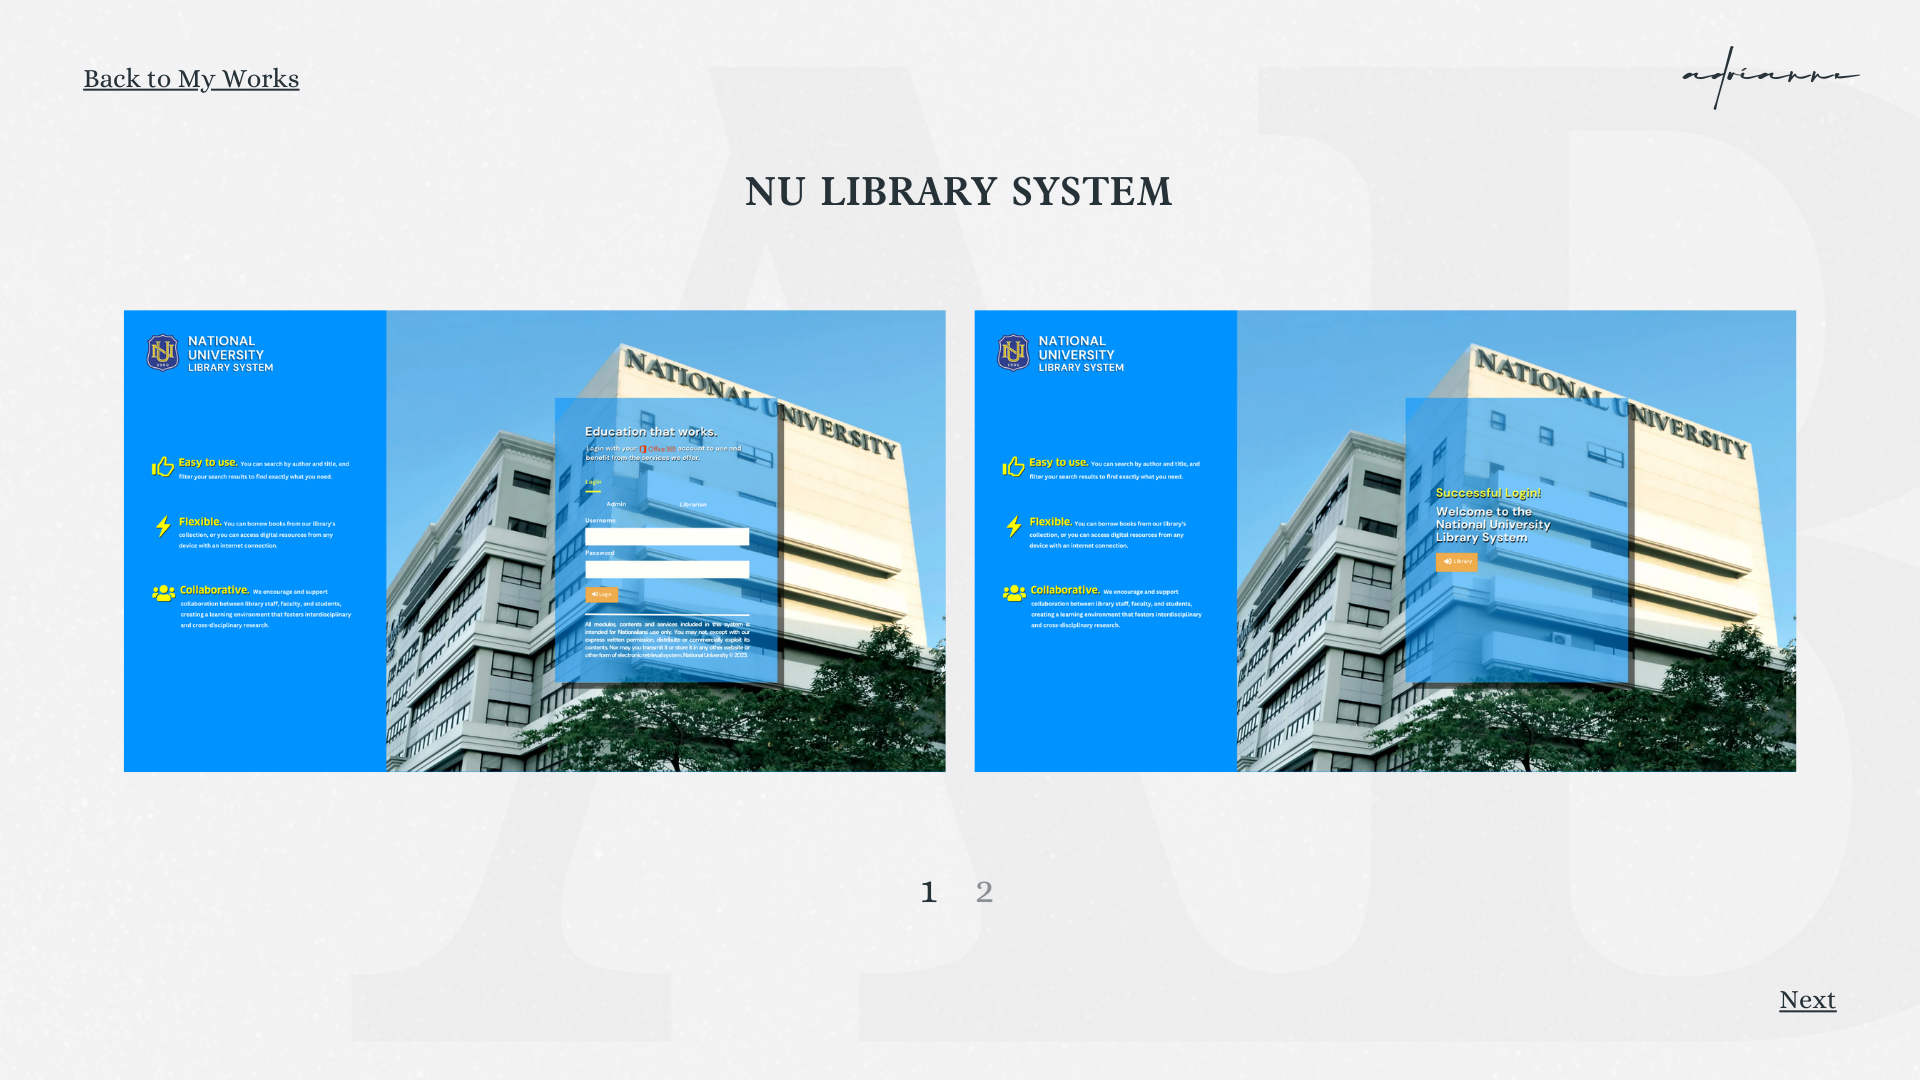 Back to My Works
adrianne
NU LIBRARY SYSTEM
NATIONAL
UNIVERSITY
LIBRARY SYSTEM
Easy to use. You can search by author and title, and
filter your search results to find exactly what you need.
Flexible. You can borrow books from our library's
collection, or you can access digital resources from any
device with an internet connection.
Collaborative. We encourage and support
collaboration between library staff, faculty, and students,
creating a learning environment that fosters interdisciplinary
and cross-disciplinary research.
NATIONAL UNIVERSITY
Education that works.
Login with your Office 365 account to use and
benefit from the services we offer.
Login
Admin Librarian
Username
Password
Login
All modules, contents and services included in this system is
intended for Nationalians use only. You may not, except with our
express written permission, distribute or commercially exploit its
contents. Nor may you transmit it or store it in any other website or
other form of electronic retrieval system. National University © 2023.
NATIONAL
UNIVERSITY
LIBRARY SYSTEM
Easy to use. You can search by author and title, and
filter your search results to find exactly what you need.
Flexible. You can borrow books from our library's
collection, or you can access digital resources from any
device with an internet connection.
Collaborative. We encourage and support
collaboration between library staff, faculty, and students,
creating a learning environment that fosters interdisciplinary
and cross-disciplinary research.
NATIONAL UNIVERSITY
Successful Login!
Welcome to the
National University
Library System
Library
1 2
Next